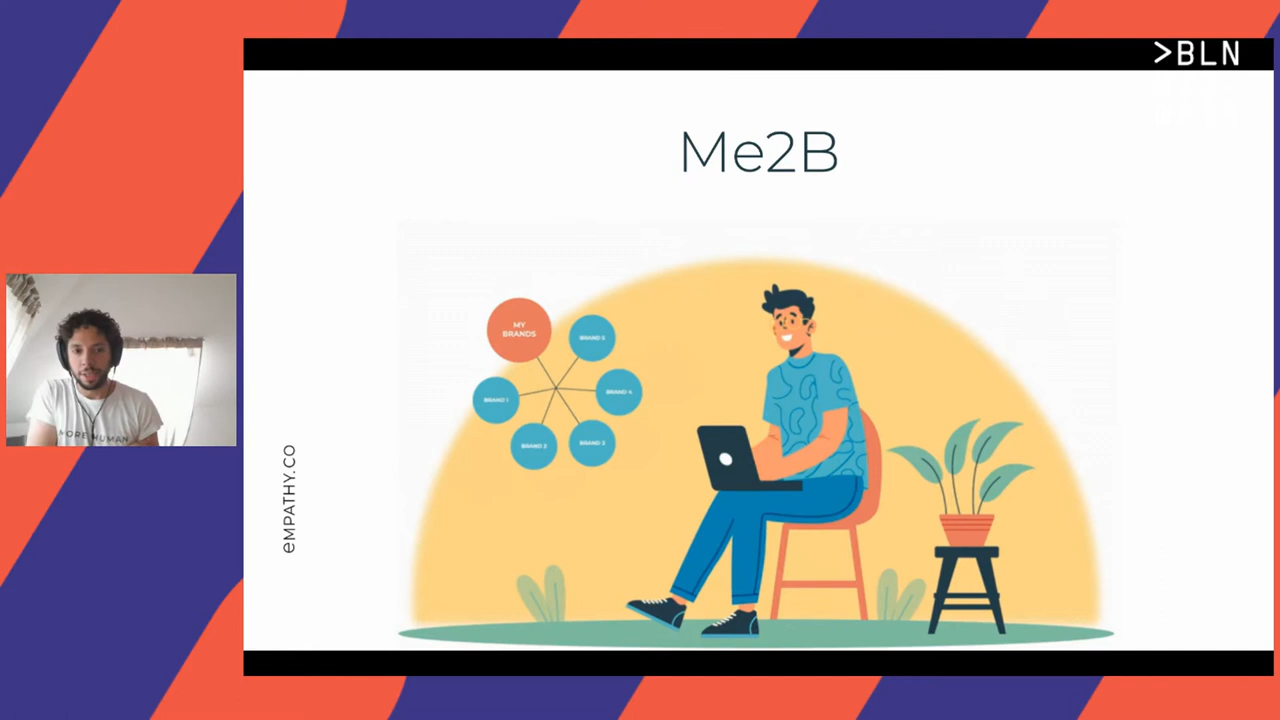 >BLN
Me2B
MY
BRANDS
BRAND 5
BRAND 1
BRAND 4
BRAND 2
BRAND 3
eMPATHY.CO
MORE HUMAN